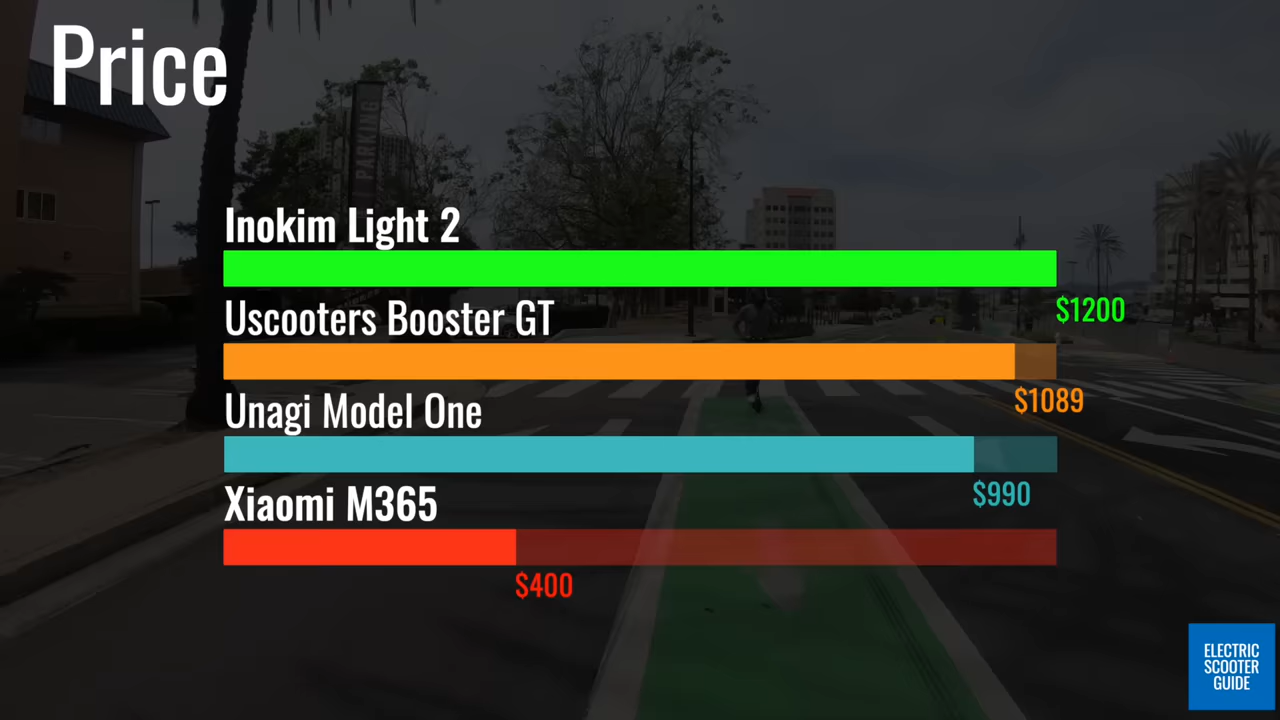 Price
PARKING
Inokim Light 2
$1200
Uscooters Booster GT
$1089
Unagi Model One
$990
Xiaomi M365
$400
ELECTRIC
SCOOTER
GUIDE